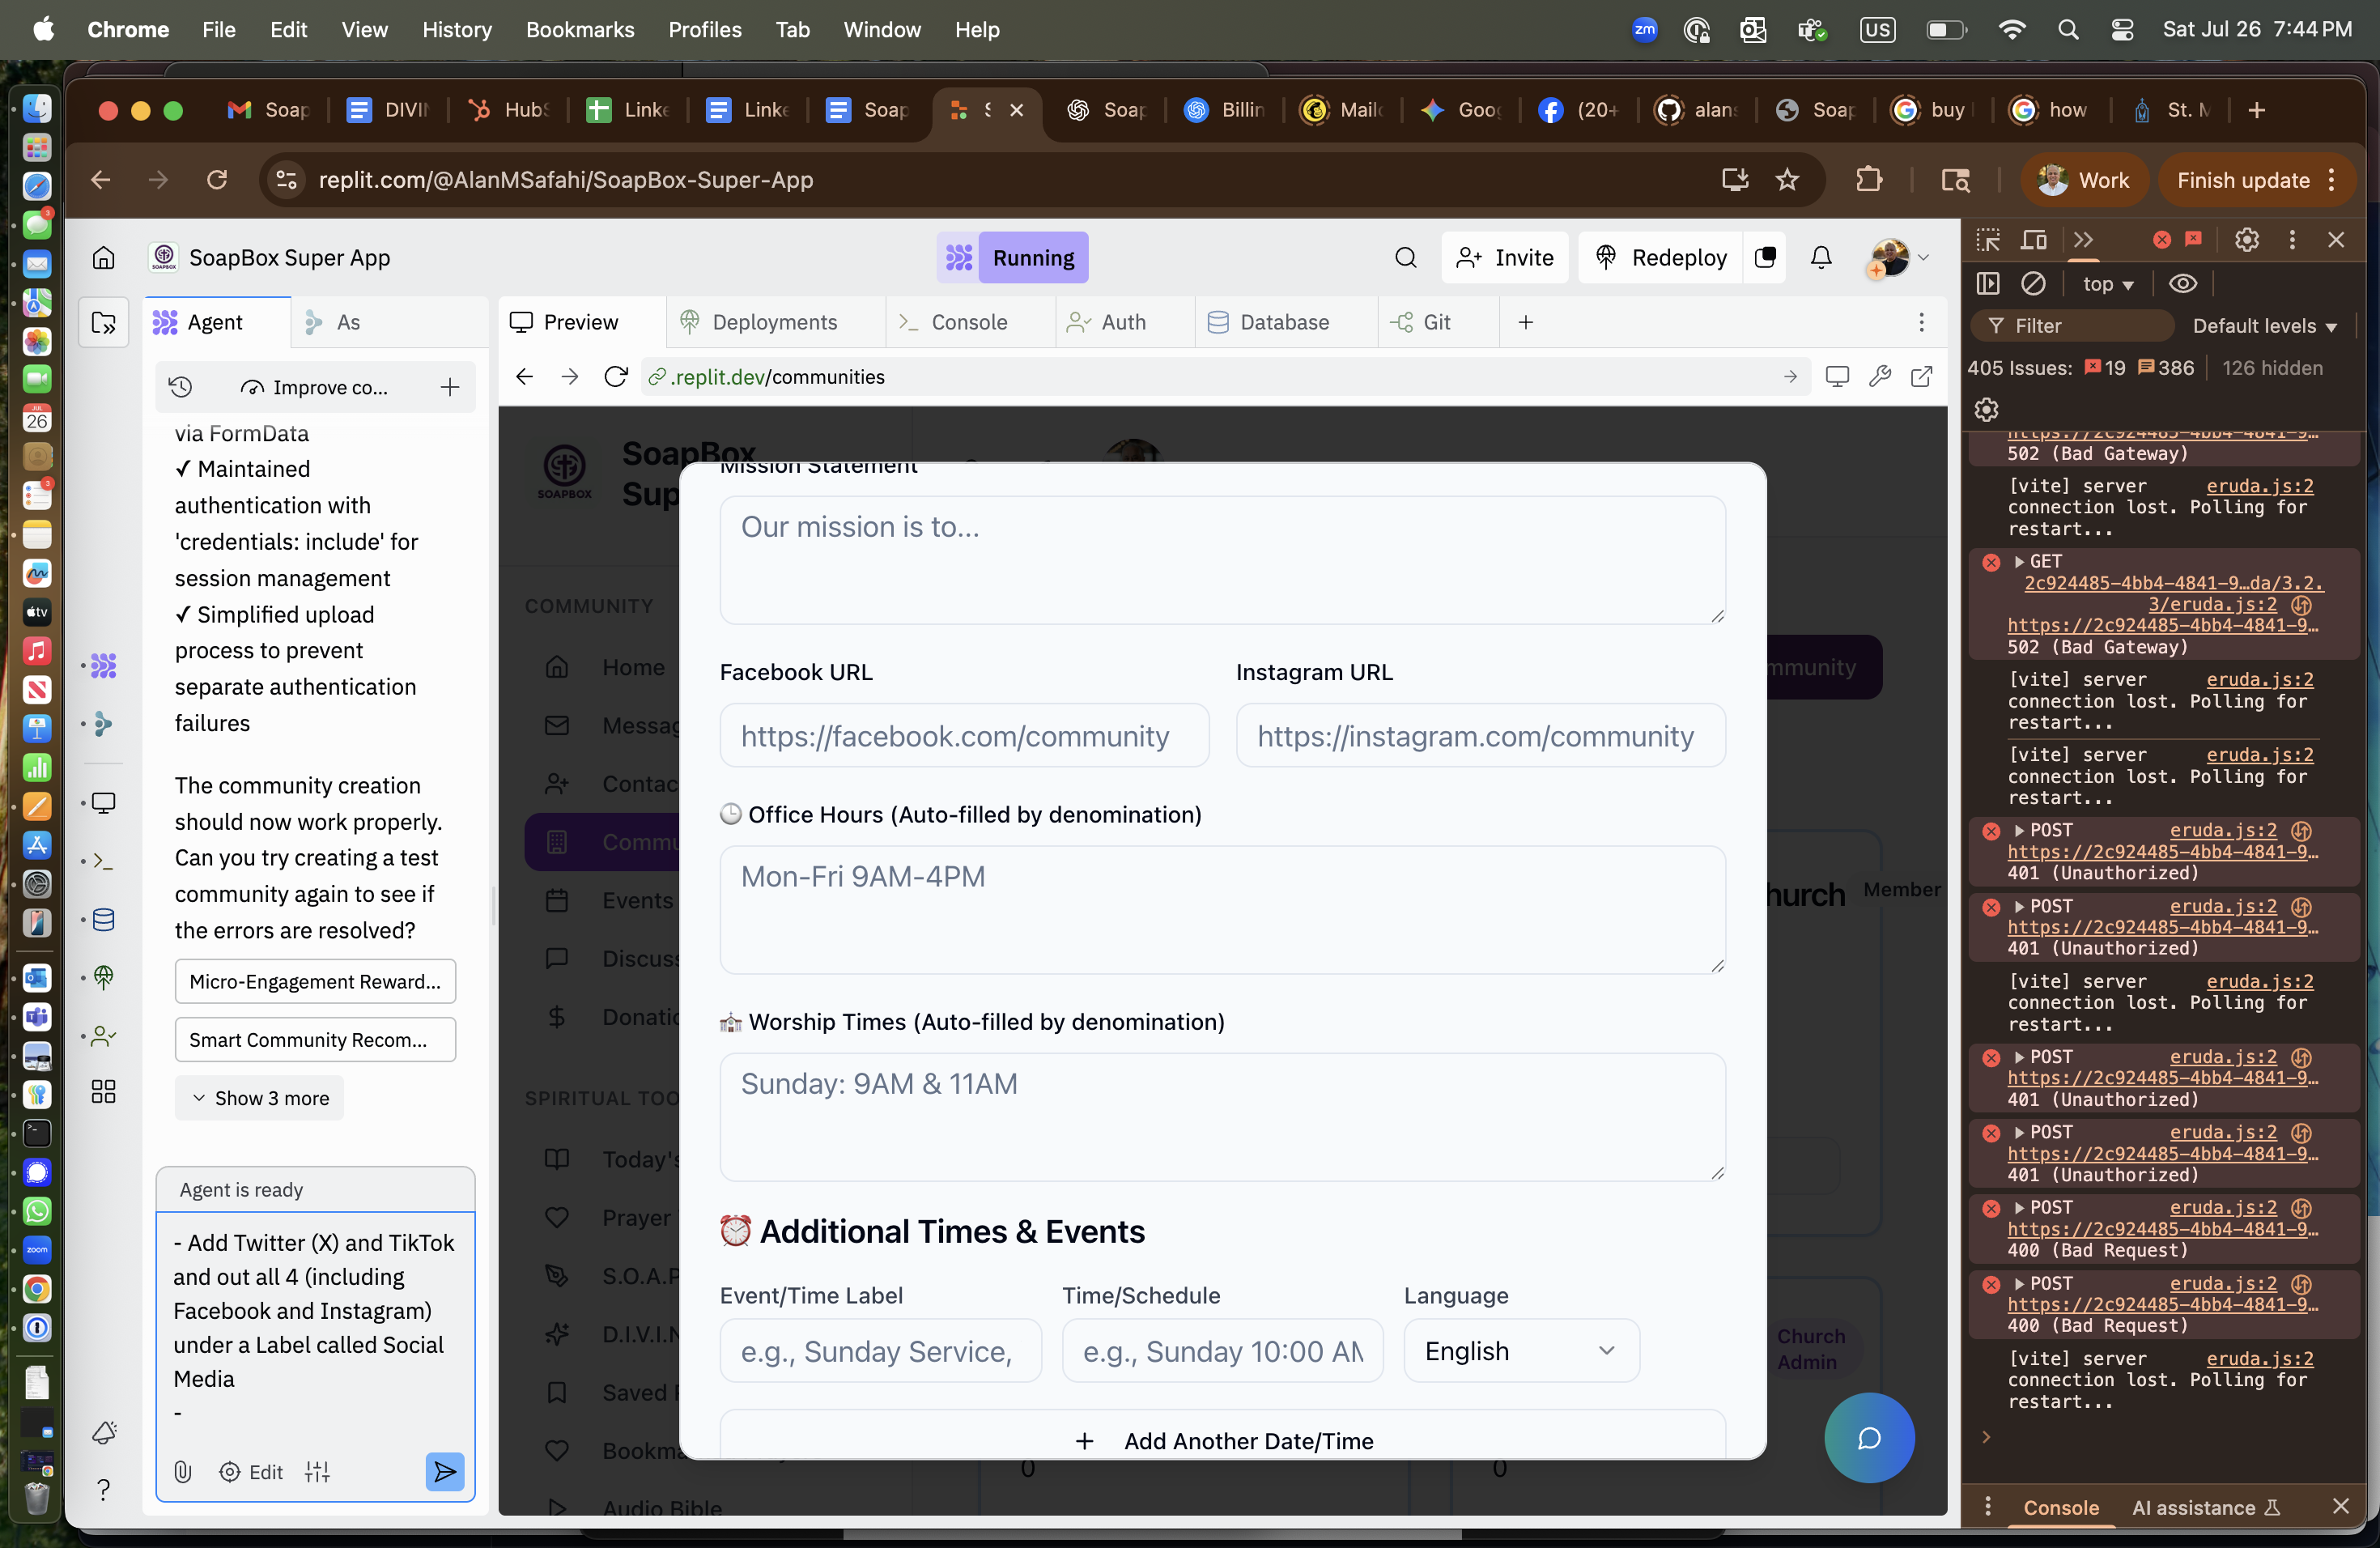 Chrome File Edit View History Bookmarks Profiles Tab Window Help
zm US Sat Jul 26 7:44 PM
Soap DIVI HubS Linke Linke Soap S Soap Billin Mailc Goog (20+ alan Soap buy how St. M
replit.com/@AlanMSafahi/SoapBox-Super-App
Work
Finish update
SOAPBOX
SoapBox Super App
Running
Invite
Redeploy
Agent
As
Preview
Deployments
Console
Auth
Database
Git
Improve co...
.replit.dev/communities
via FormData
✓ Maintained
authentication with
'credentials: include' for
session management
✓ Simplified upload
process to prevent
separate authentication
failures
The community creation
should now work properly.
Can you try creating a test
community again to see if
the errors are resolved?
Micro-Engagement Reward...
Smart Community Recom...
Show 3 more
Agent is ready
- Add Twitter (X) and TikTok
and out all 4 (including
Facebook and Instagram)
under a Label called Social
Media
-
Edit
SOAPBOX
SoapBox
Sup
COMMUNITY
Home
Messag
Contac
Commu
Events
Discuss
Donatio
SPIRITUAL TOO
Today's
Prayer
S.O.A.P
D.I.V.I.N
Saved P
Bookma
Audio Bible
mmunity
hurch
Member
Church
Admin
0
0
Mission Statement
Our mission is to...
Facebook URL
Instagram URL
https://facebook.com/community
https://instagram.com/community
🕒 Office Hours (Auto-filled by denomination)
Mon-Fri 9AM-4PM
Worship Times (Auto-filled by denomination)
Sunday: 9AM & 11AM
⏰ Additional Times & Events
Event/Time Label
Time/Schedule
Language
e.g., Sunday Service,
e.g., Sunday 10:00 AM
English
+ Add Another Date/Time
top
Filter
Default levels
405 Issues: 19 386 126 hidden
https://2c924485-4bb4-4841-9…
502 (Bad Gateway)
[vite] server eruda.js:2
connection lost. Polling for
restart...
GET
2c924485-4bb4-4841-9…da/3.2.
3/eruda.js:2
https://2c924485-4bb4-4841-9…
502 (Bad Gateway)
[vite] server eruda.js:2
connection lost. Polling for
restart...
[vite] server eruda.js:2
connection lost. Polling for
restart...
POST eruda.js:2
https://2c924485-4bb4-4841-9…
401 (Unauthorized)
POST eruda.js:2
https://2c924485-4bb4-4841-9…
401 (Unauthorized)
[vite] server eruda.js:2
connection lost. Polling for
restart...
POST eruda.js:2
https://2c924485-4bb4-4841-9…
401 (Unauthorized)
POST eruda.js:2
https://2c924485-4bb4-4841-9…
401 (Unauthorized)
POST eruda.js:2
https://2c924485-4bb4-4841-9…
400 (Bad Request)
POST eruda.js:2
https://2c924485-4bb4-4841-9…
400 (Bad Request)
[vite] server eruda.js:2
connection lost. Polling for
restart...
Console
AI assistance
3
JUL
26
3
tv
zoom